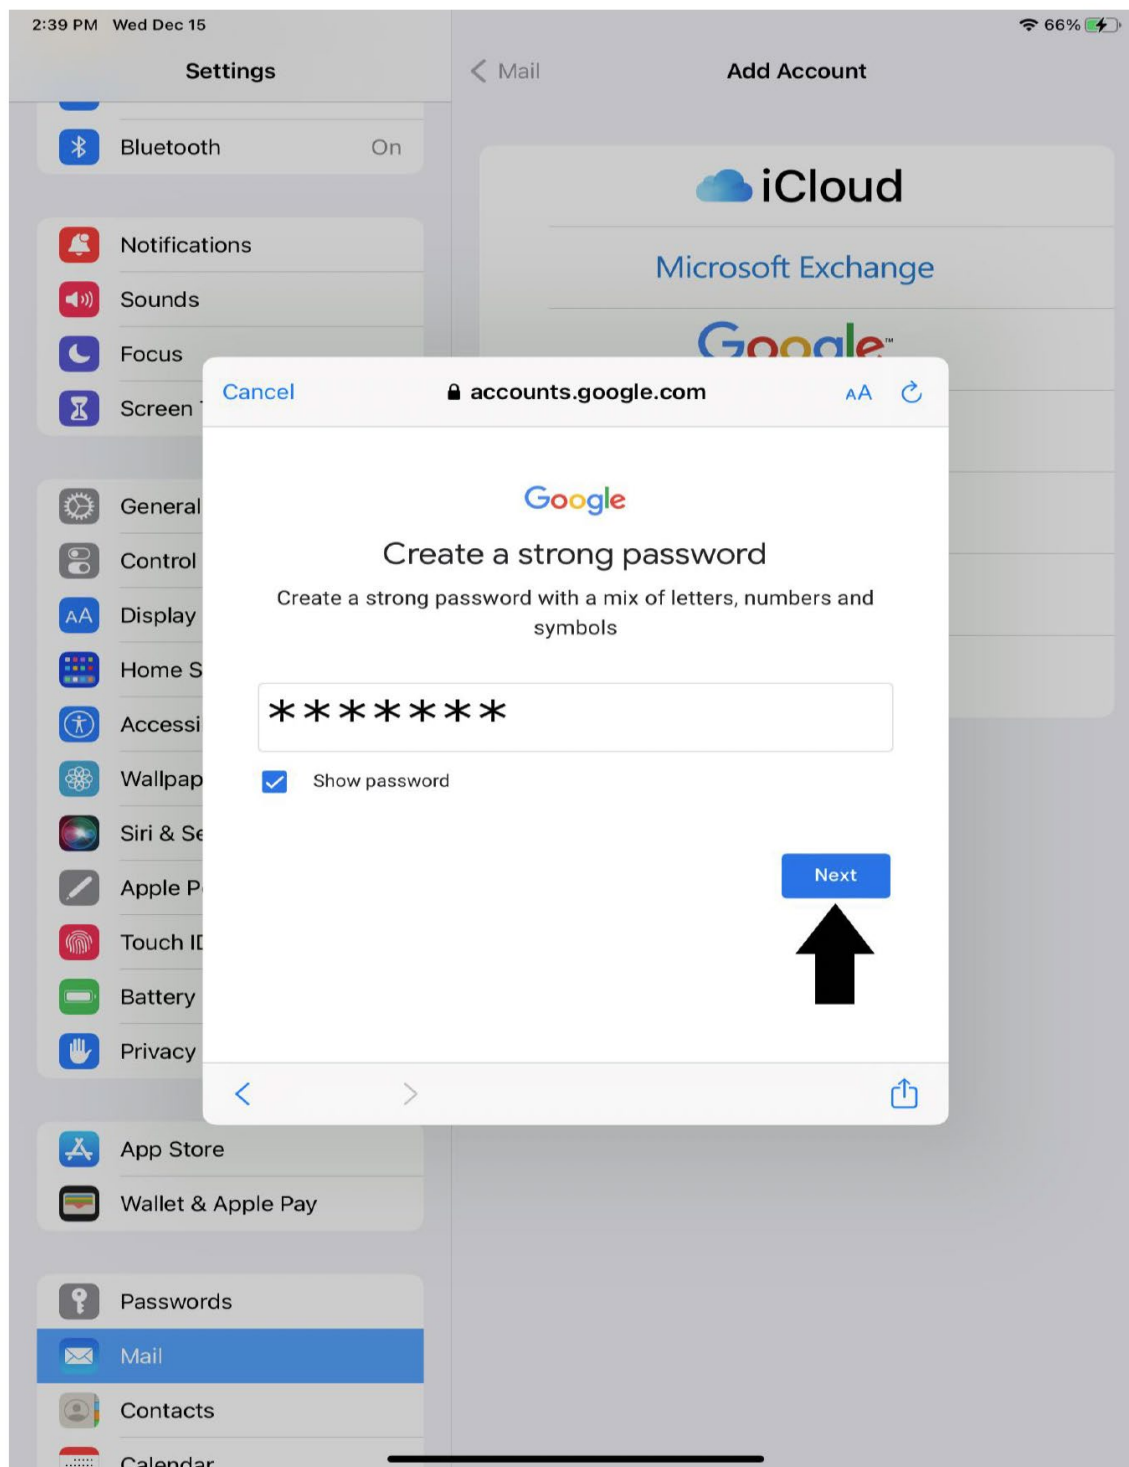 2:39 PM Wed Dec 15
66%
Settings
Mail
Add Account
Bluetooth On
Notifications
Sounds
Focus
Screen
General
Control
Display
Home S
Accessi
Wallpap
Siri & Se
Apple P
Touch ID
Battery
Privacy
App Store
Wallet & Apple Pay
Passwords
Mail
Contacts
Calendar
iCloud
Microsoft Exchange
Google™
Cancel
accounts.google.com
AA
Google
Create a strong password
Create a strong password with a mix of letters, numbers and
symbols
*******
Show password
Next